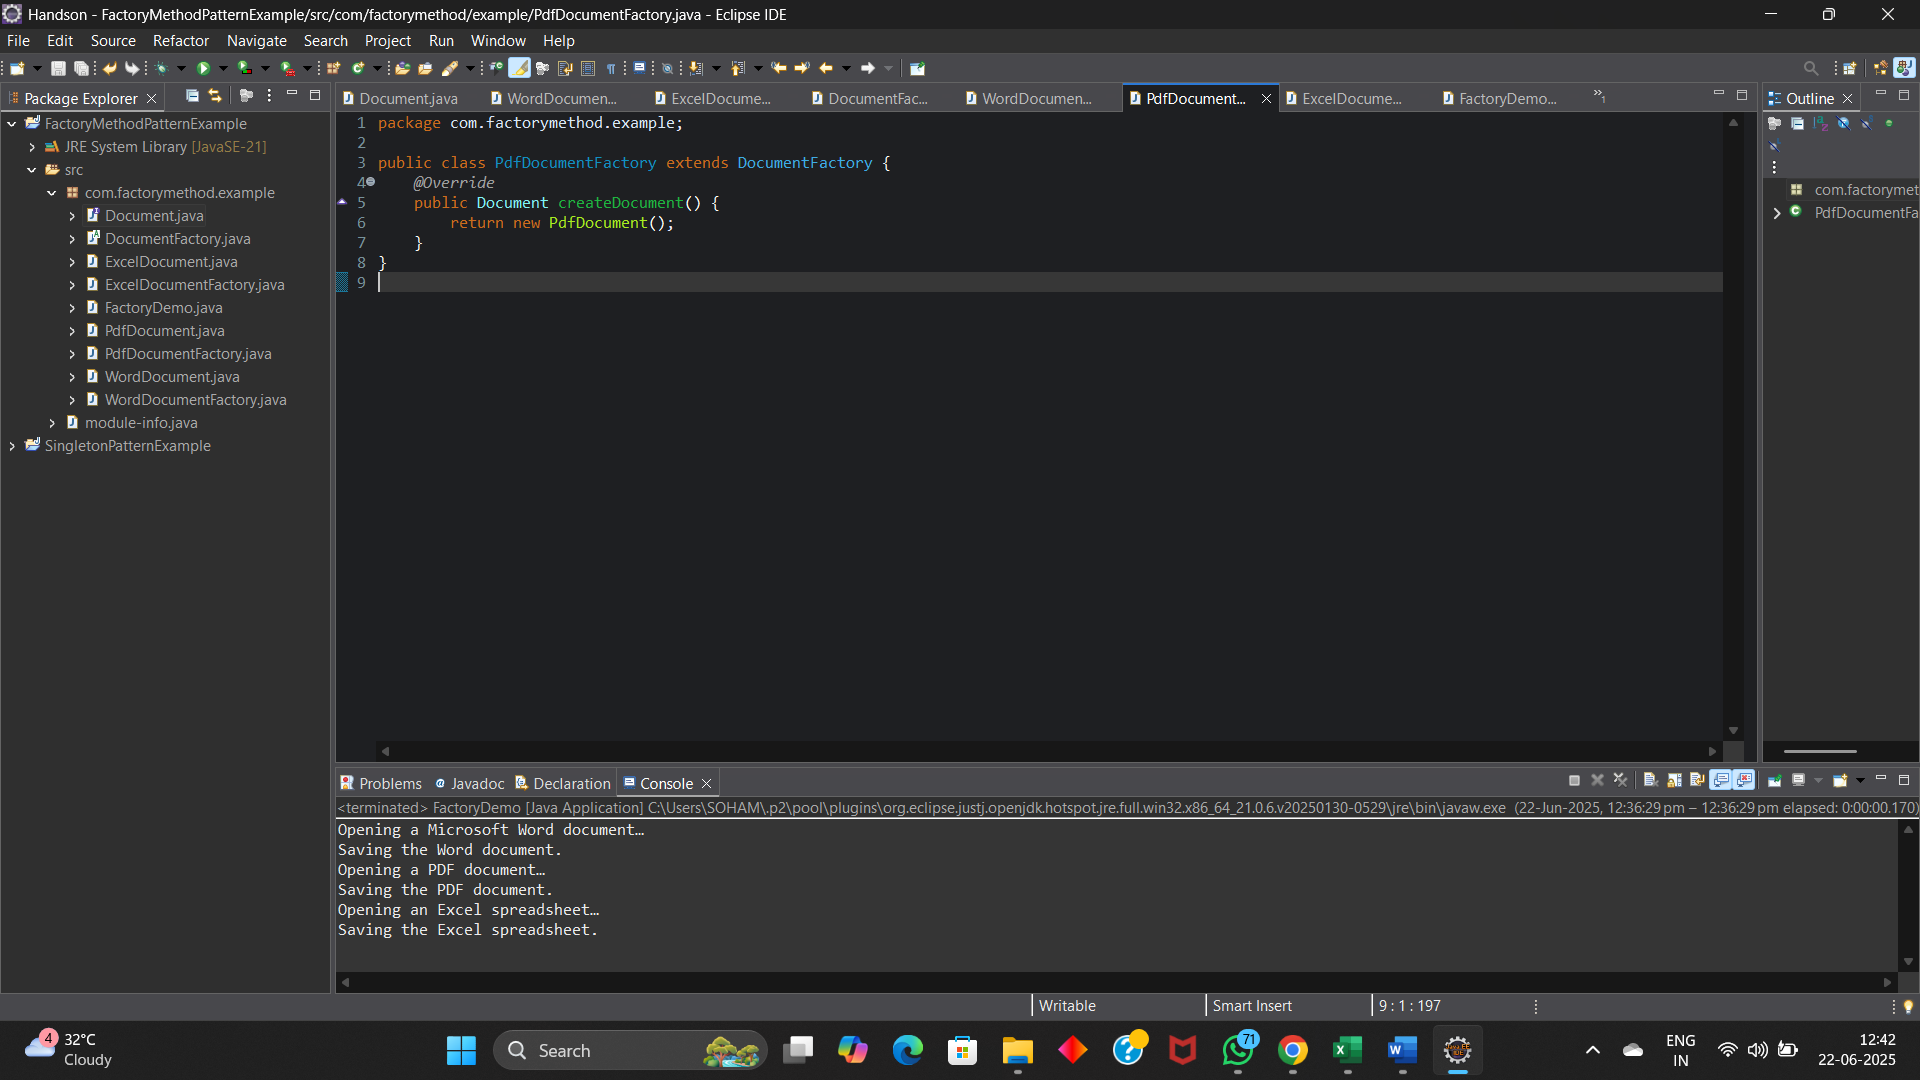 Handson - FactoryMethodPatternExample/src/com/factorymethod/example/PdfDocumentFactory.java - Eclipse IDE
File Edit Source Refactor Navigate Search Project Run Window Help
Package Explorer
FactoryMethodPatternExample
JRE System Library [JavaSE-21]
src
com.factorymethod.example
Document.java
DocumentFactory.java
ExcelDocument.java
ExcelDocumentFactory.java
FactoryDemo.java
PdfDocument.java
PdfDocumentFactory.java
WordDocument.java
WordDocumentFactory.java
module-info.java
SingletonPatternExample
Document.java WordDocumen... ExcelDocume... DocumentFac... WordDocumen... PdfDocument... ExcelDocume... FactoryDemo... »1
1 package com.factorymethod.example;
2
3 public class PdfDocumentFactory extends DocumentFactory {
4 @Override
5 public Document createDocument() {
6 return new PdfDocument();
7 }
8 }
9
Outline
com.factorymet
PdfDocumentFa
Problems Javadoc Declaration Console
<terminated> FactoryDemo [Java Application] C:\Users\SOHAM\.p2\pool\plugins\org.eclipse.justj.openjdk.hotspot.jre.full.win32.x86_64_21.0.6.v20250130-0529\jre\bin\javaw.exe (22-Jun-2025, 12:36:29 pm – 12:36:29 pm elapsed: 0:00:00.170)
Opening a Microsoft Word document…
Saving the Word document.
Opening a PDF document…
Saving the PDF document.
Opening an Excel spreadsheet…
Saving the Excel spreadsheet.
Writable Smart Insert 9 : 1 : 197
4
32°C
Cloudy
Search
71
ENG
IN
12:42
22-06-2025